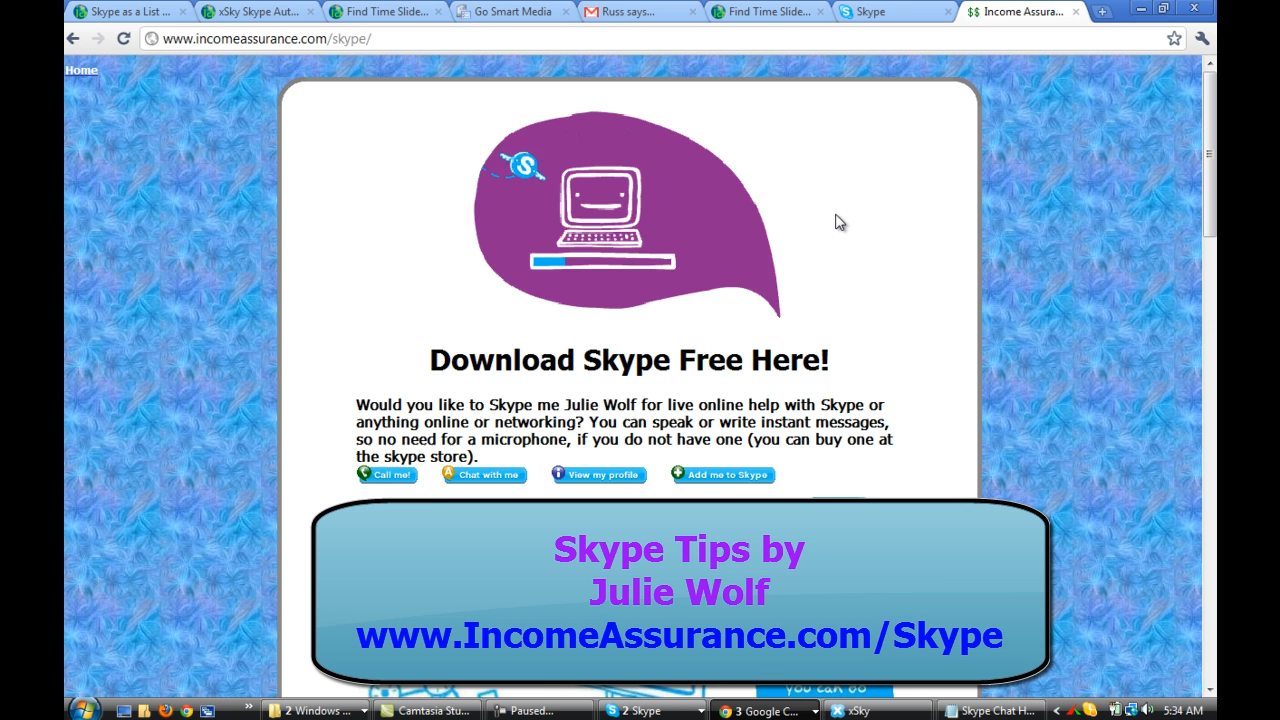 Skype as a List ...
xSky Skype Aut...
Find Time Slide...
Go Smart Media
Russ says...
Find Time Slide...
Skype
$$ Income Assura...
www.incomeassurance.com/skype/
Home
S
Download Skype Free Here!
Would you like to Skype me Julie Wolf for live online help with Skype or
anything online or networking? You can speak or write instant messages,
so no need for a microphone, if you do not have one (you can buy one at
the skype store).
Call me!
Chat with me
View my profile
Add me to Skype
Skype Tips by
Julie Wolf
www.IncomeAssurance.com/Skype
you can do
2 Windows ...
Camtasia Stu...
Paused...
2 Skype
3 Google C...
xSky
Skype Chat H...
5:34 AM